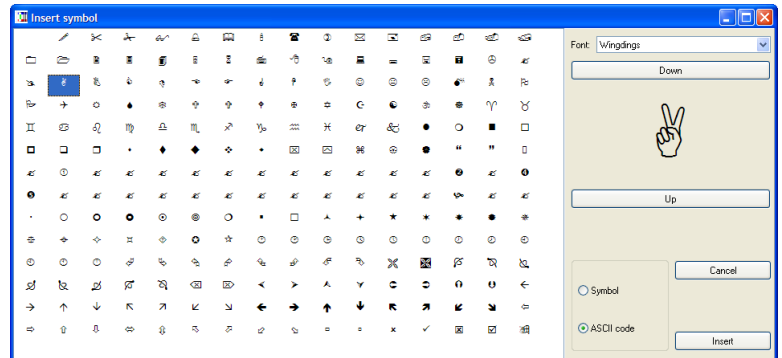 Insert symbol
Font: Wingdings
Down
Up
Symbol
ASCII code
Cancel
Insert